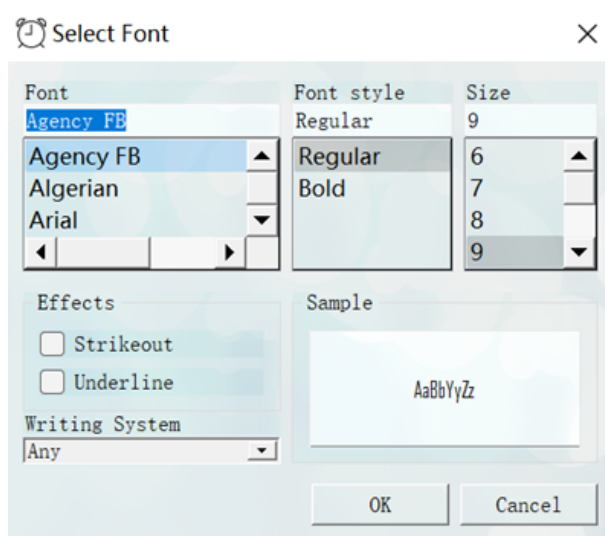 Select Font
Font Font style Size
Agency FB Regular 9
Agency FB Regular 6
Algerian Bold 7
Arial 8
9
Effects Sample
Strikeout
Underline AaBbYyZz
Writing System
Any
OK Cancel